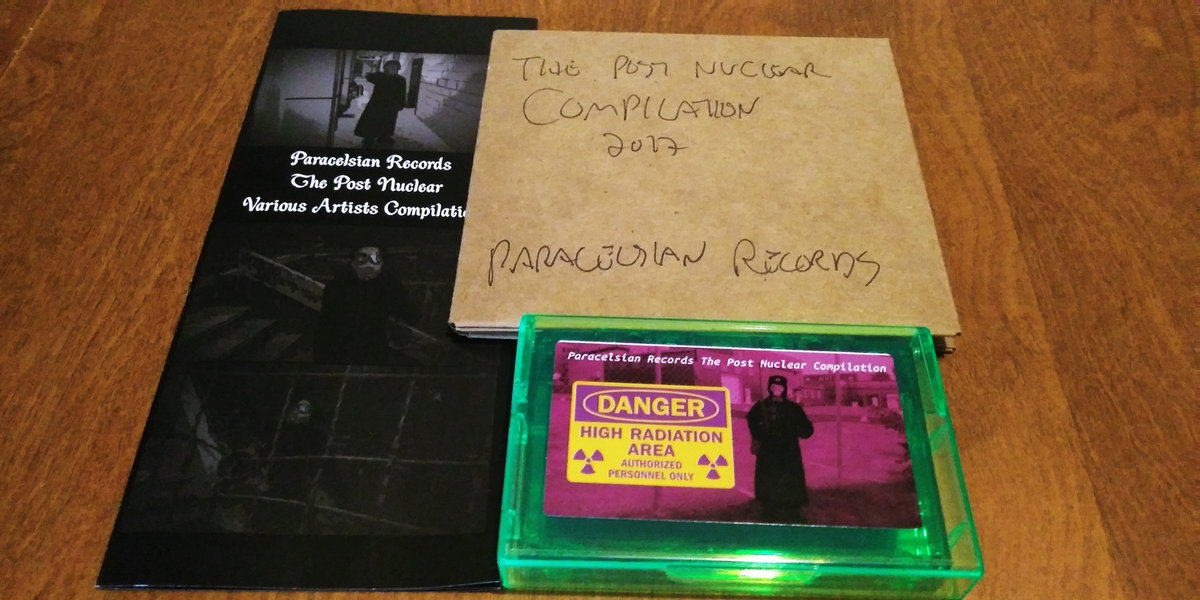 Paracelsian Records
The Post Nuclear
Various Artists Compilatio
THE POST NUCLEAR
COMPILATION
2017
PARACELSIAN RECORDS
Paracelsian Records The Post Nuclear Compilation
DANGER
HIGH RADIATION
AREA
AUTHORIZED
PERSONNEL ONLY